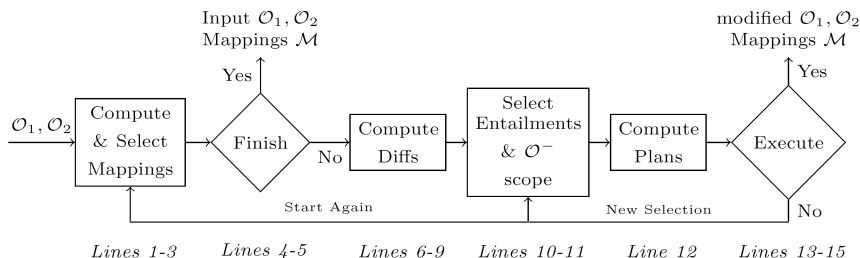 Input 𝒪₁, 𝒪₂
Mappings ℳ
modified 𝒪₁, 𝒪₂
Mappings ℳ
Yes
Yes
𝒪₁, 𝒪₂
Compute
& Select
Mappings
Finish
No
Compute
Diffs
Select
Entailments
& 𝒪⁻
scope
Compute
Plans
Execute
No
Start Again
New Selection
Lines 1-3
Lines 4-5
Lines 6-9
Lines 10-11
Line 12
Lines 13-15